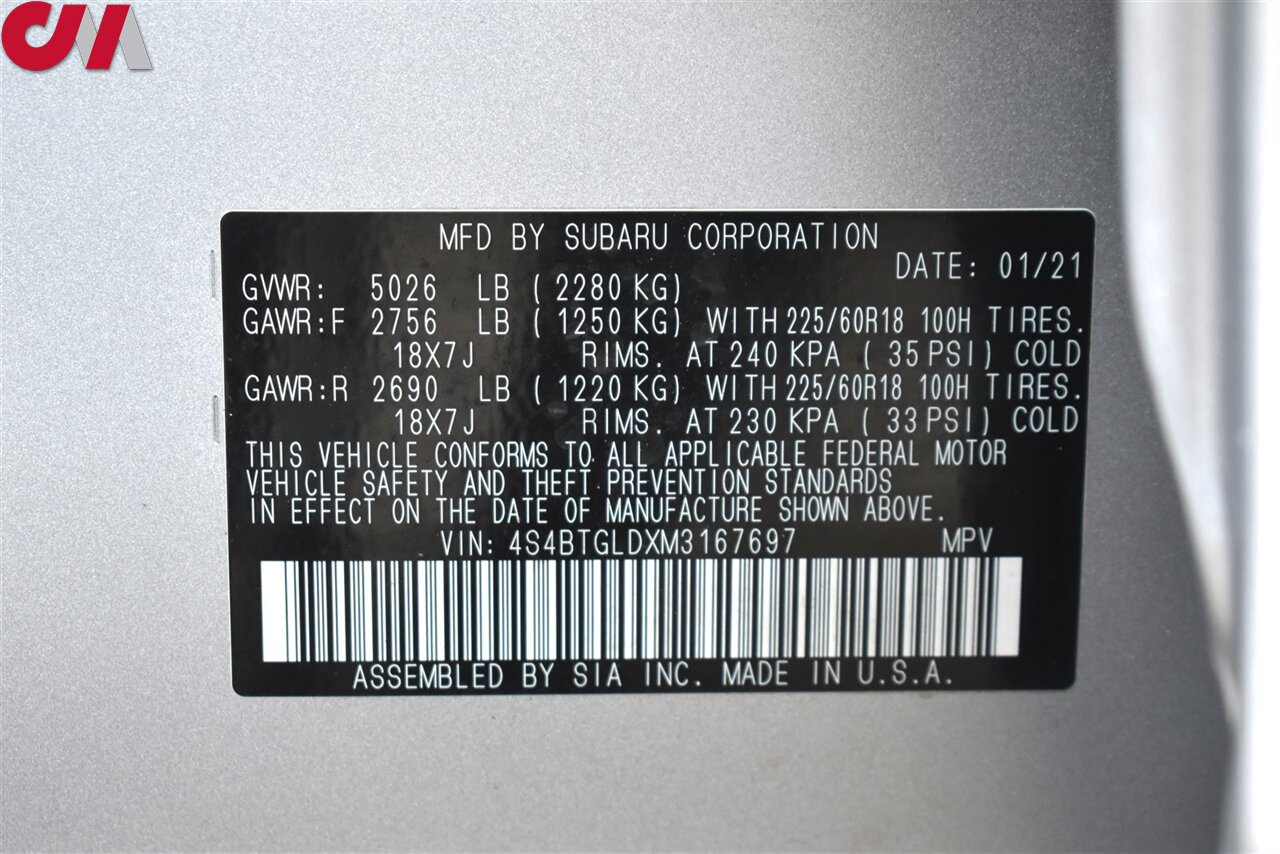 CM
MFD BY SUBARU CORPORATION
DATE: 01/21
GVWR: 5026 LB ( 2280 KG)
GAWR:F 2756 LB ( 1250 KG) WITH 225/60R18 100H TIRES.
18X7J RIMS. AT 240 KPA ( 35 PSI) COLD
GAWR:R 2690 LB ( 1220 KG) WITH 225/60R18 100H TIRES.
18X7J RIMS. AT 230 KPA ( 33 PSI) COLD
THIS VEHICLE CONFORMS TO ALL APPLICABLE FEDERAL MOTOR
VEHICLE SAFETY AND THEFT PREVENTION STANDARDS
IN EFFECT ON THE DATE OF MANUFACTURE SHOWN ABOVE.
VIN: 4S4BTGLDXM3167697 MPV
ASSEMBLED BY SIA INC. MADE IN U.S.A.